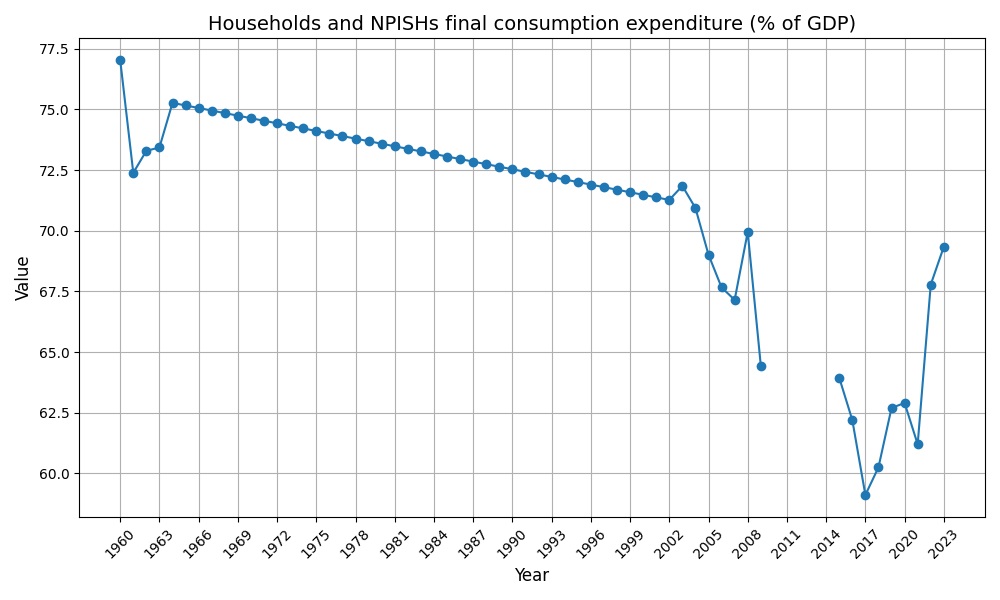 Households and NPISHs final consumption expenditure (% of GDP)
Value
77.5
75.0
72.5
70.0
67.5
65.0
62.5
60.0
1960 1963 1966 1969 1972 1975 1978 1981 1984 1987 1990 1993 1996 1999 2002 2005 2008 2011 2014 2017 2020 2023
Year